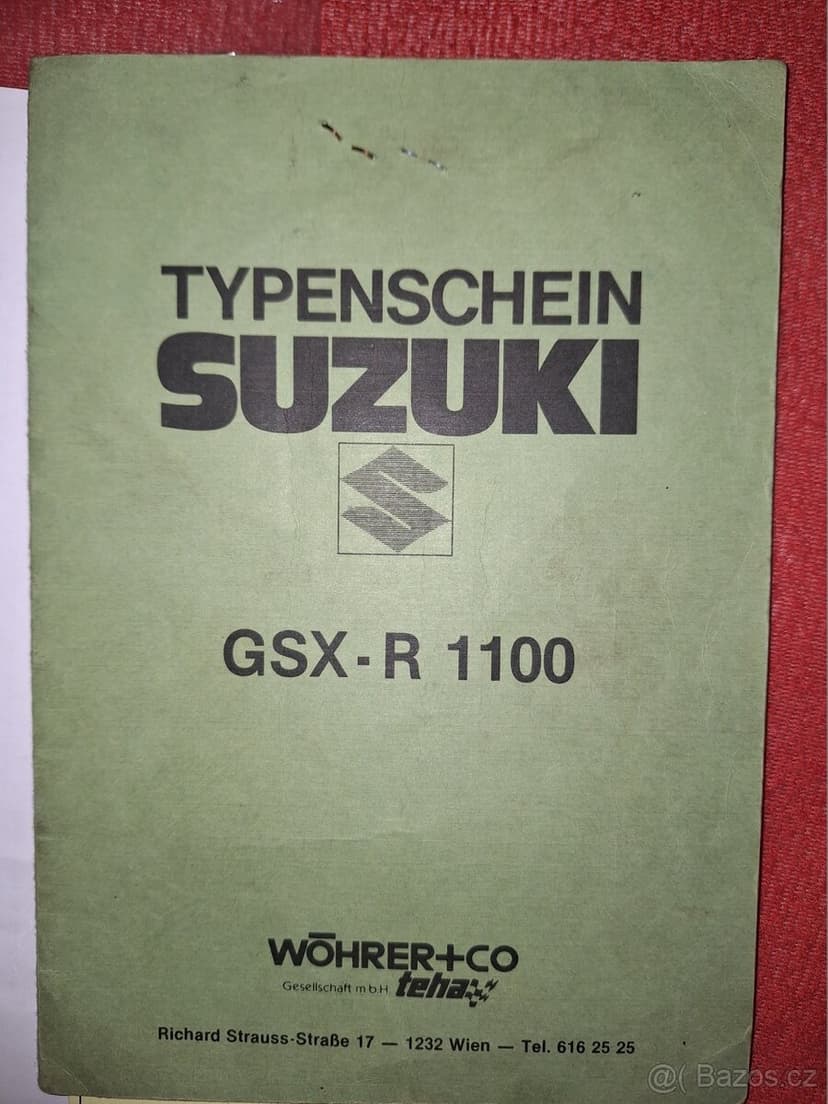 TYPENSCHEIN
SUZUKI
GSX-R 1100
WÖHRER+CO
Gesellschaft m b.H. teha
Richard Strauss-Straße 17 — 1232 Wien — Tel. 616 25 25
@( Bazos.cz